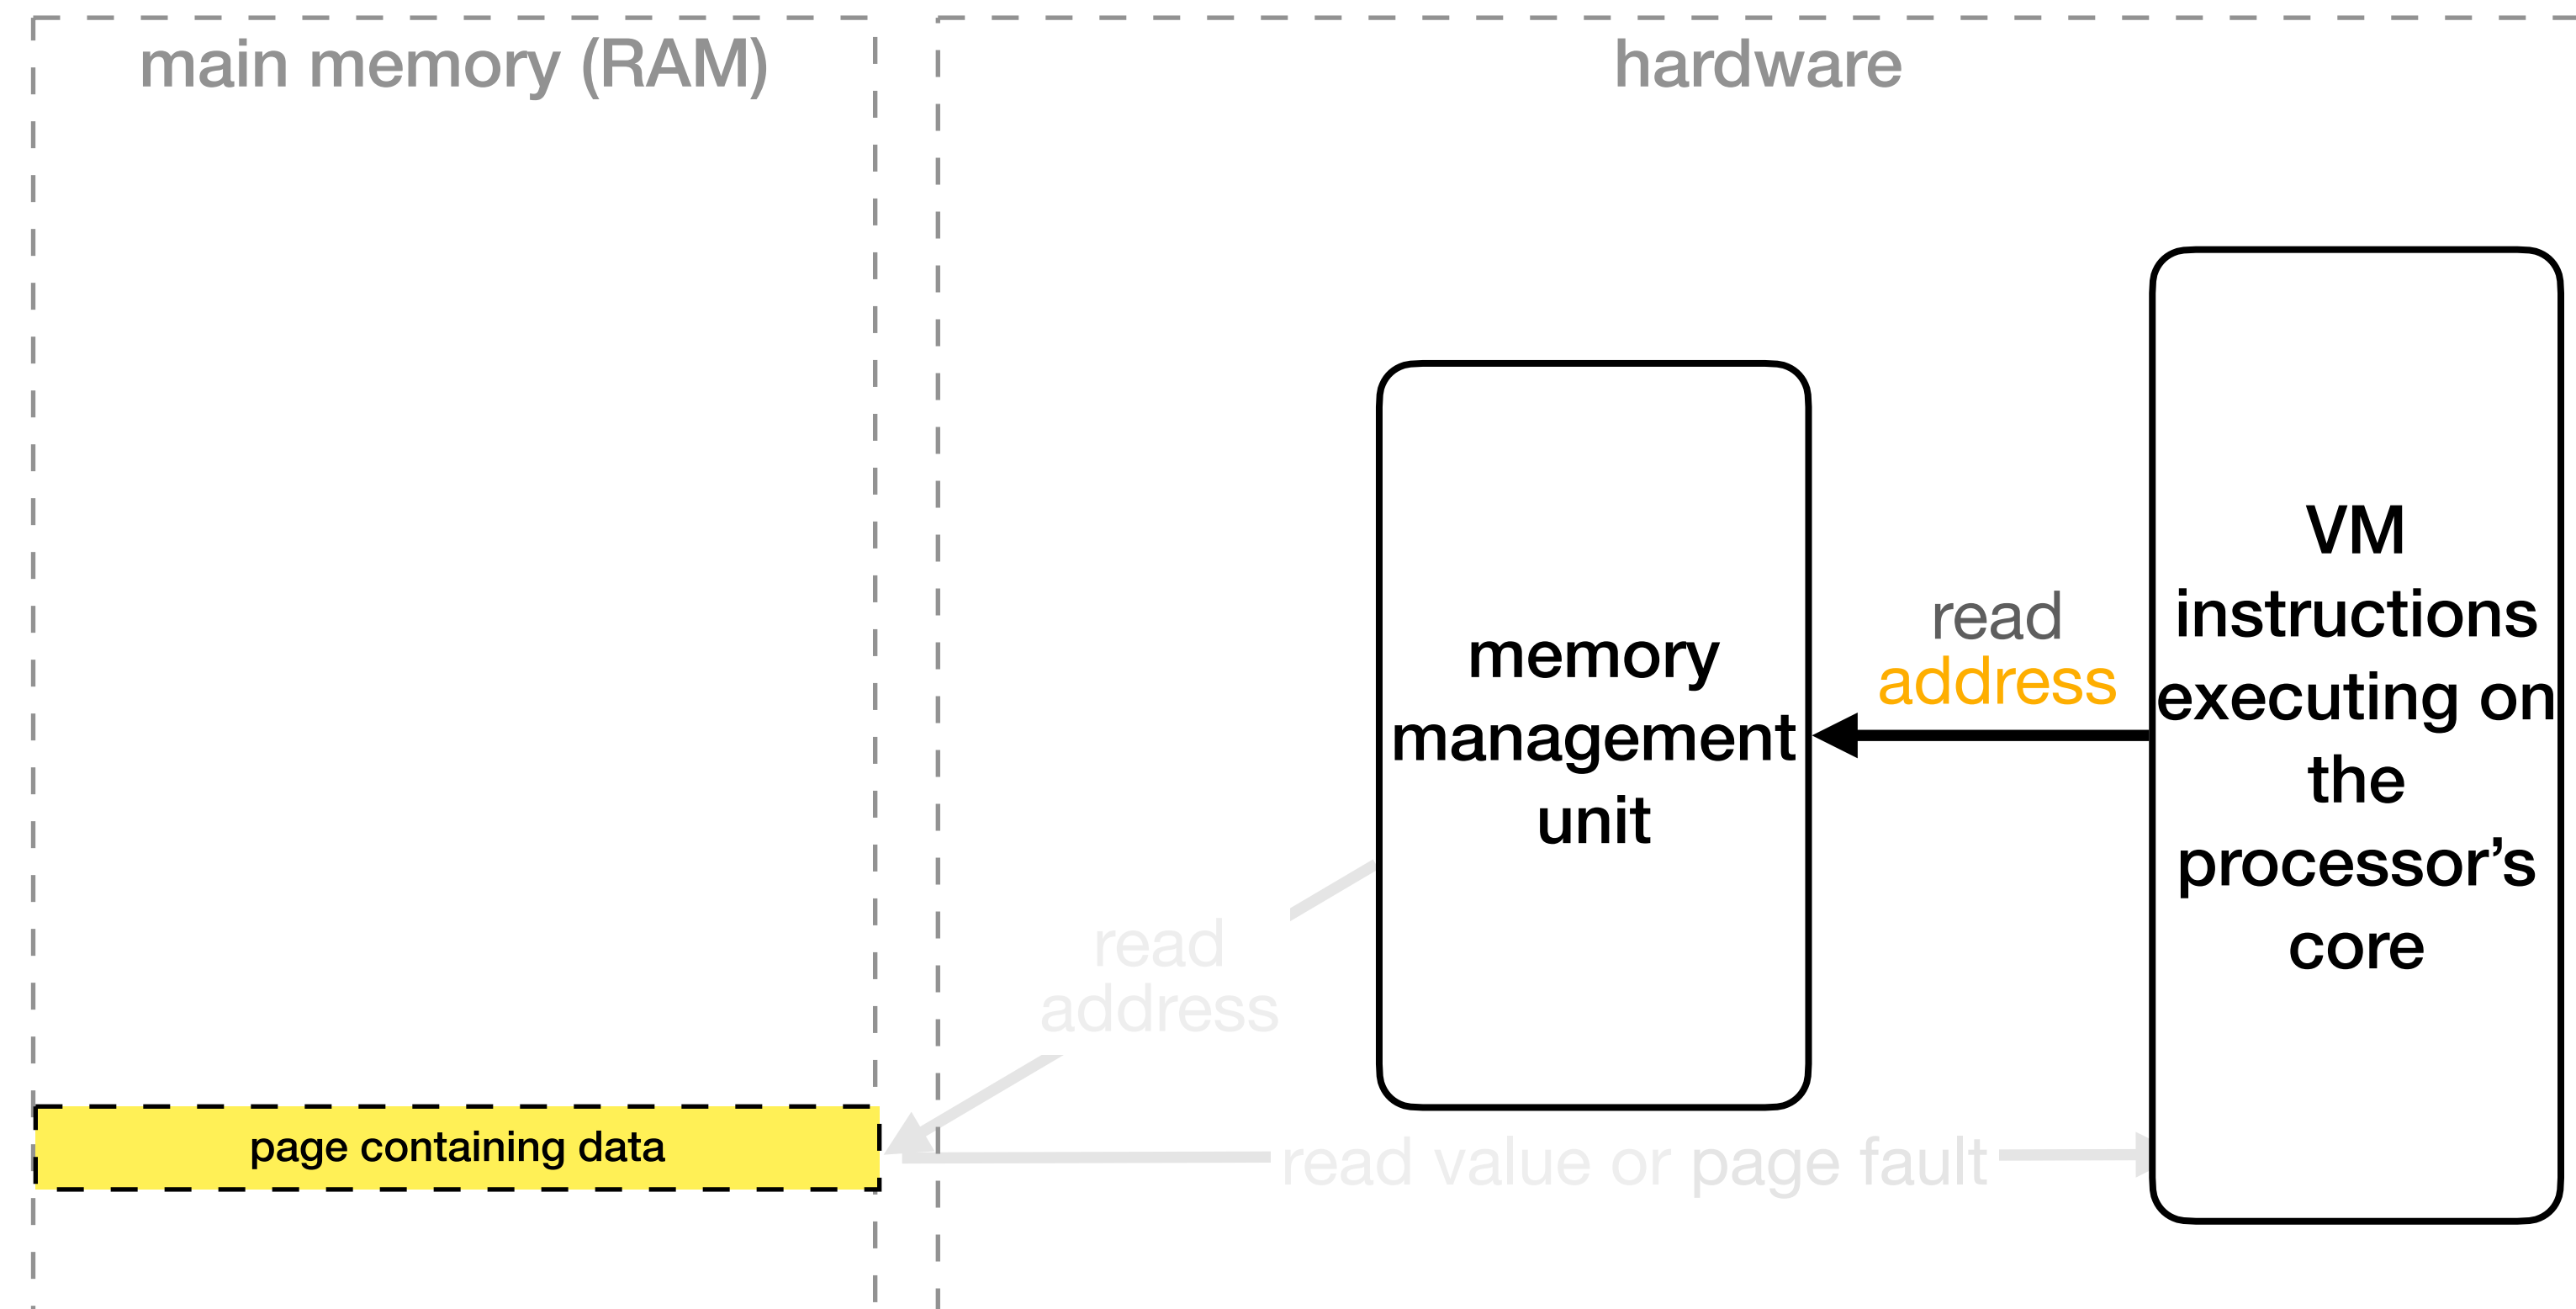 main memory (RAM)
hardware
VM
instructions
executing on
the
processor’s
core
read
address
memory
management
unit
read
address
page containing data
read value or page fault